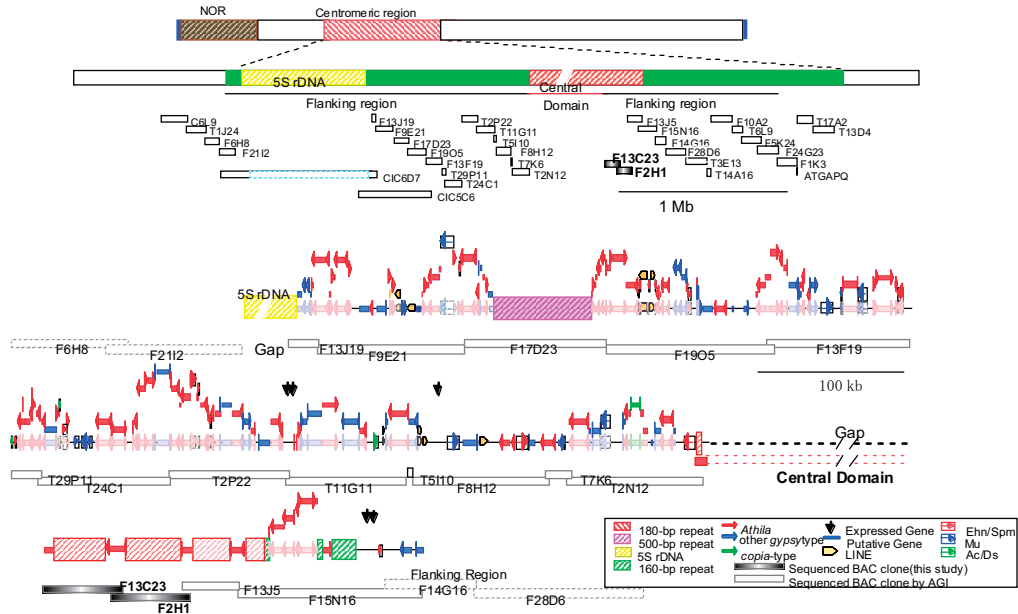 NOR
Centromeric region
5S rDNA
Central Domain
Flanking region
Flanking region
C6L9
T1J24
F6H8
F21I2
CIC6D7
F13J19
F9E21
F17D23
F19O5
F13F19
T29P11
T24C1
CIC5C6
T2P22
T11G11
T5I10
F8H12
T7K6
T2N12
F13J5
F15N16
F14G16
F28D6
T3E13
T14A16
F13C23
F2H1
F10A2
T6L9
F5K24
F24G23
F1K3
ATGAPQ
T17A2
T13D4
1 Mb
5S rDNA
F6H8
F21I2
Gap
F13J19
F9E21
F17D23
F19O5
F13F19
100 kb
Gap
Central Domain
T29P11
T24C1
T2P22
T11G11
T5I10
F8H12
T7K6
T2N12
F13C23
F2H1
F13J5
F15N16
Flanking Region
F14G16
F28D6
180-bp repeat
500-bp repeat
5S rDNA
160-bp repeat
Athila
other gypsytype
copia-type
Expressed Gene
Putative Gene
LINE
Ehn/Spm
Mu
Ac/Ds
Sequenced BAC clone(this study)
Sequenced BAC clone by AGI